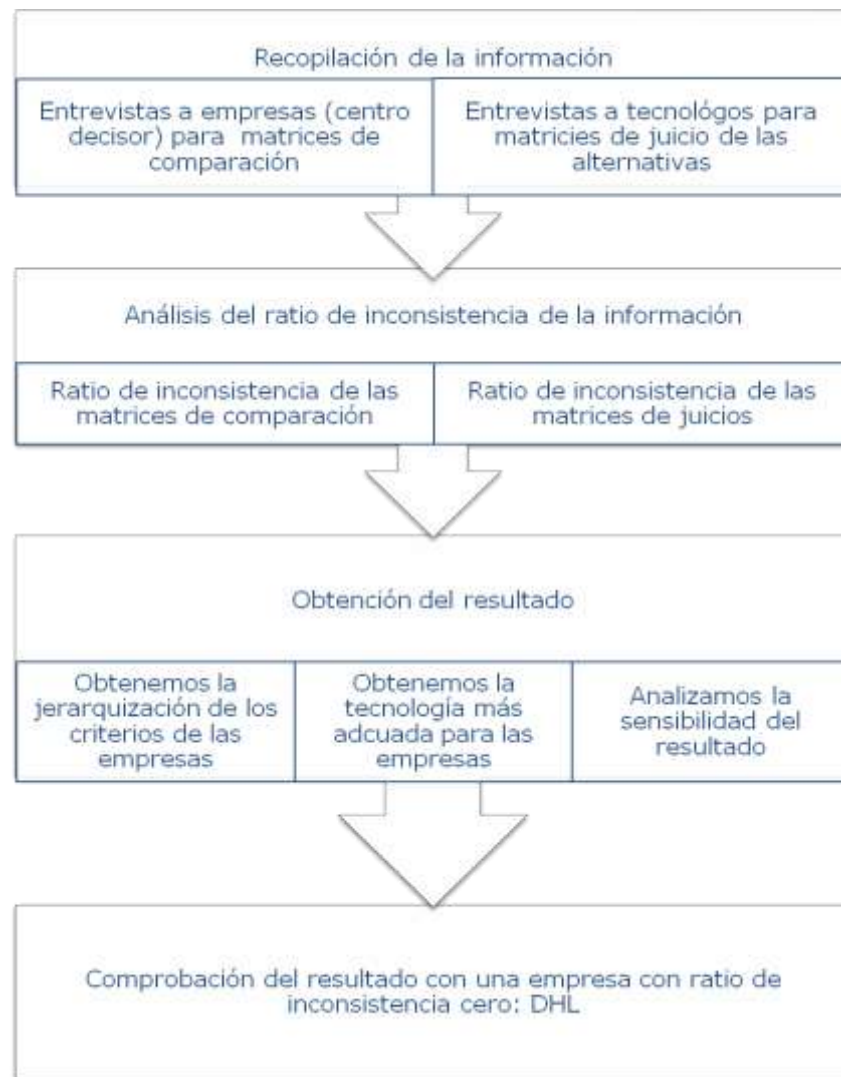 Recopilación de la información
Entrevistas a empresas (centro
decisor) para matrices de
comparación
Entrevistas a tecnológos para
matricies de juicio de las
alternativas
Análisis del ratio de inconsistencia de la información
Ratio de inconsistencia de las
matrices de comparación
Ratio de inconsistencia de las
matrices de juicios
Obtención del resultado
Obtenemos la
jerarquización de los
criterios de las
empresas
Obtenemos la
tecnología más
adcuada para las
empresas
Analizamos la
sensibilidad del
resultado
Comprobación del resultado con una empresa con ratio de
inconsistencia cero: DHL